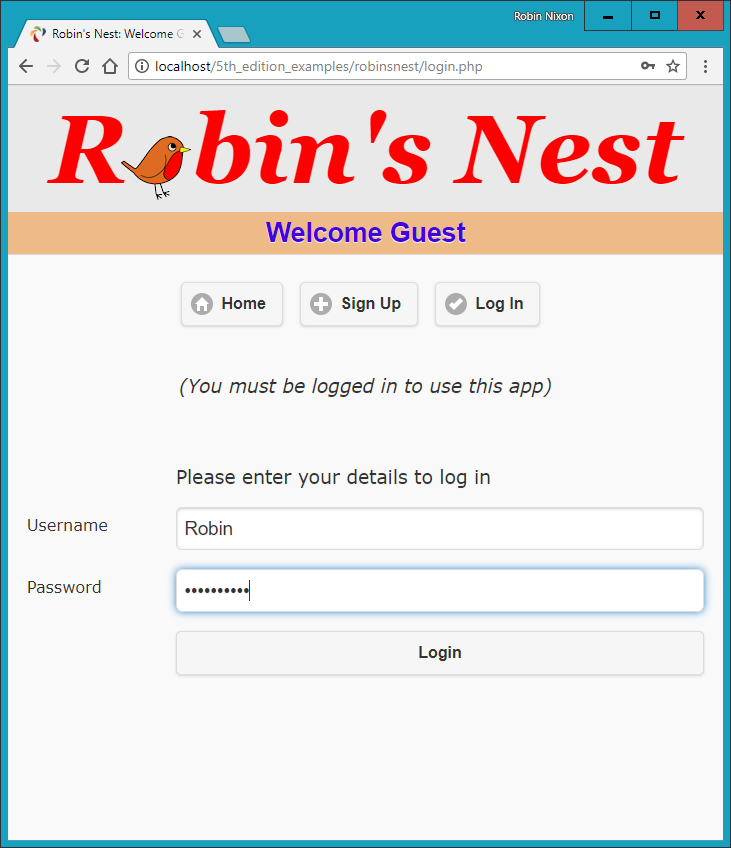 Robin Nixon
Robin's Nest: Welcome G
localhost/5th_edition_examples/robinsnest/login.php
R bin's Nest
Welcome Guest
Home Sign Up Log In
(You must be logged in to use this app)
Please enter your details to log in
Username Robin
Password ••••••••••
Login